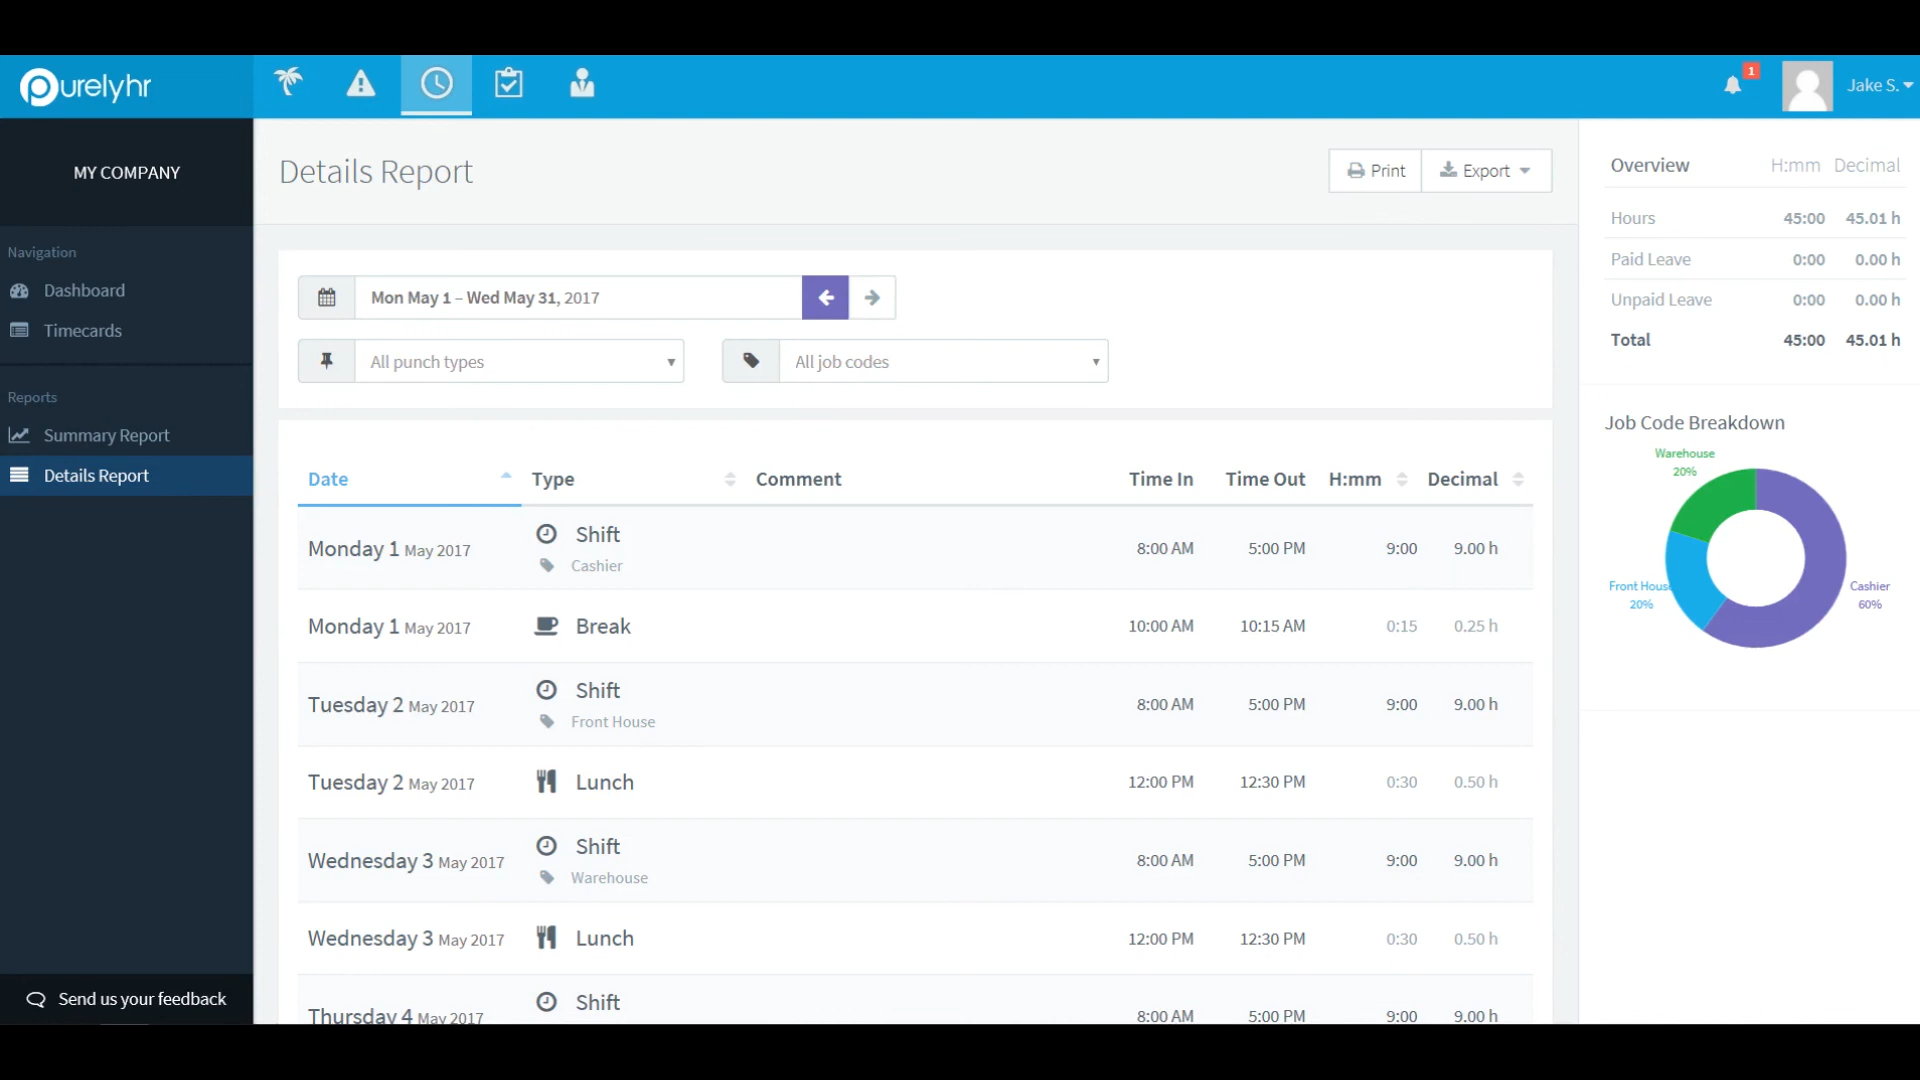 purelyhr
1
Jake S.
MY COMPANY
Navigation
Dashboard
Timecards
Reports
Summary Report
Details Report
Send us your feedback
Details Report
Print
Export
Mon May 1 – Wed May 31, 2017
All punch types
All job codes
Date Type Comment Time In Time Out H:mm Decimal
Monday 1 May 2017 Shift 8:00 AM 5:00 PM 9:00 9.00 h
Cashier
Monday 1 May 2017 Break 10:00 AM 10:15 AM 0:15 0.25 h
Tuesday 2 May 2017 Shift 8:00 AM 5:00 PM 9:00 9.00 h
Front House
Tuesday 2 May 2017 Lunch 12:00 PM 12:30 PM 0:30 0.50 h
Wednesday 3 May 2017 Shift 8:00 AM 5:00 PM 9:00 9.00 h
Warehouse
Wednesday 3 May 2017 Lunch 12:00 PM 12:30 PM 0:30 0.50 h
Thursday 4 May 2017 Shift 8:00 AM 5:00 PM 9:00 9.00 h
Overview H:mm Decimal
Hours 45:00 45.01 h
Paid Leave 0:00 0.00 h
Unpaid Leave 0:00 0.00 h
Total 45:00 45.01 h
Job Code Breakdown
Warehouse
20%
Front House
20%
Cashier
60%